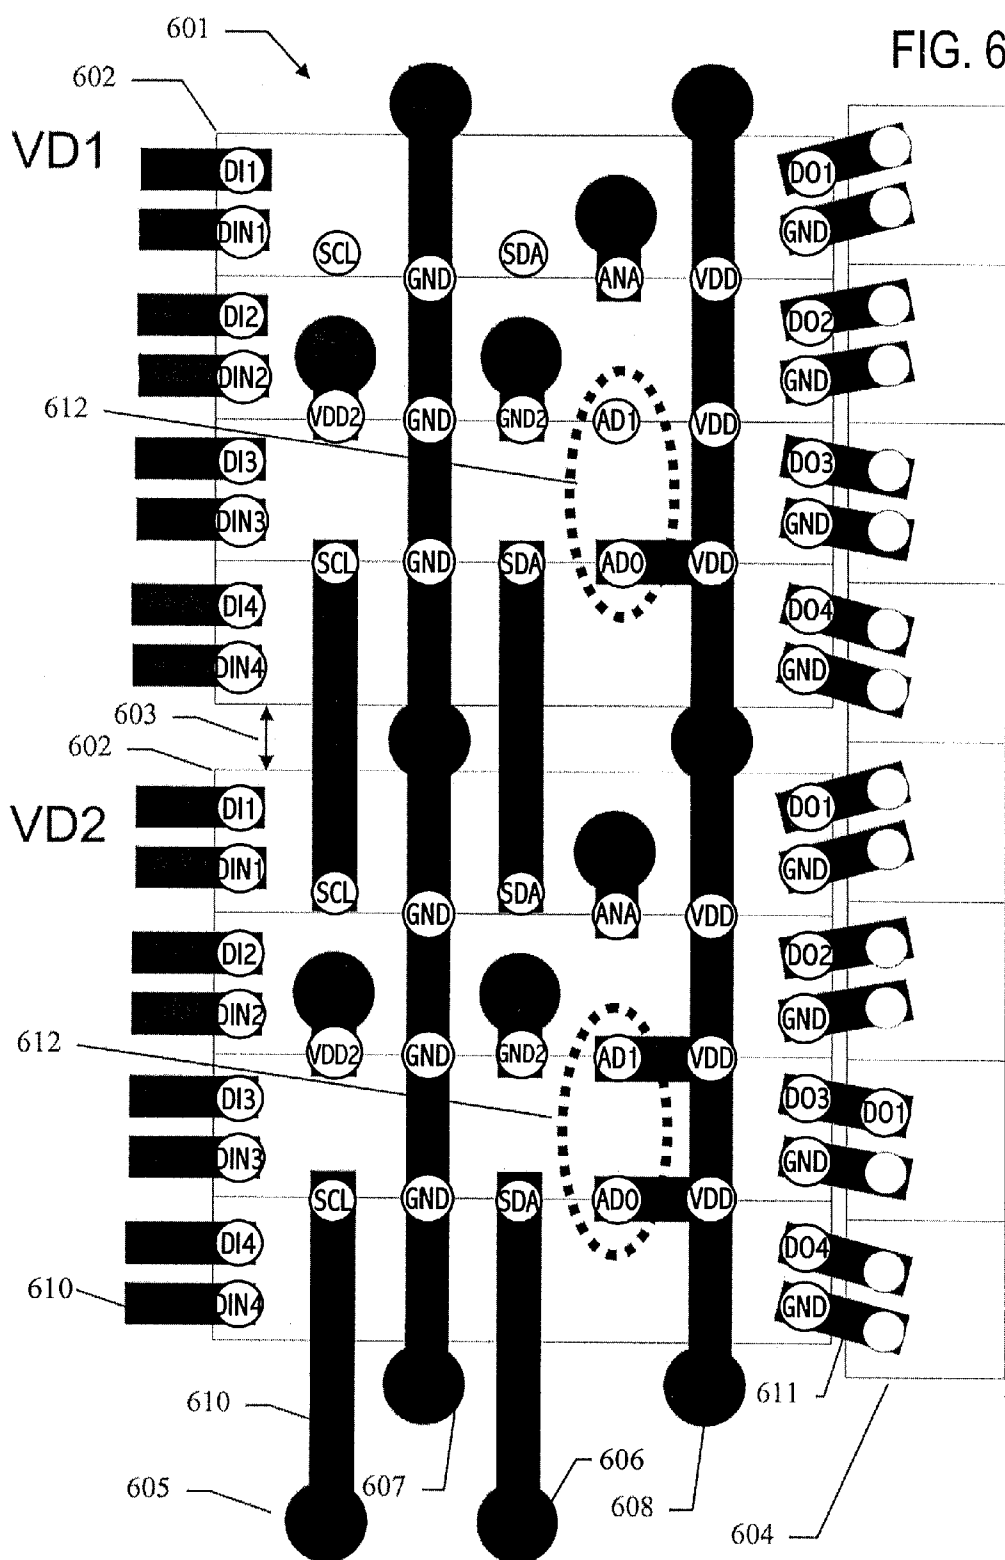 FIG. 6
601
602
VD1
DI1
DO1
DIN1
GND
SCL
SDA
GND
ANA
VDD
DI2
DO2
DIN2
GND
612
VDD2
GND
GND2
AD1
VDD
DI3
DO3
DIN3
GND
SCL
GND
SDA
AD0
VDD
DI4
DO4
DIN4
GND
603
602
VD2
DI1
DO1
DIN1
GND
SCL
GND
SDA
ANA
VDD
DI2
DO2
DIN2
GND
612
VDD2
GND
GND2
AD1
VDD
DI3
DO3
DO1
DIN3
GND
SCL
GND
SDA
AD0
VDD
DI4
DO4
610
DIN4
GND
610
611
605
607
606
608
604